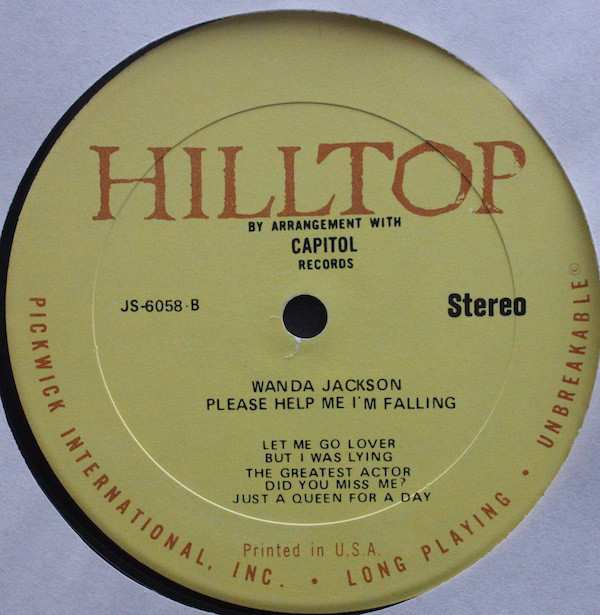 HILLTOP
BY ARRANGEMENT WITH
CAPITOL
RECORDS
JS-6058-B
Stereo
WANDA JACKSON
PLEASE HELP ME I'M FALLING
LET ME GO LOVER
BUT I WAS LYING
THE GREATEST ACTOR
DID YOU MISS ME?
JUST A QUEEN FOR A DAY
Printed in U.S.A.
PICKWICK INTERNATIONAL, INC. • LONG PLAYING • UNBREAKABLE ©